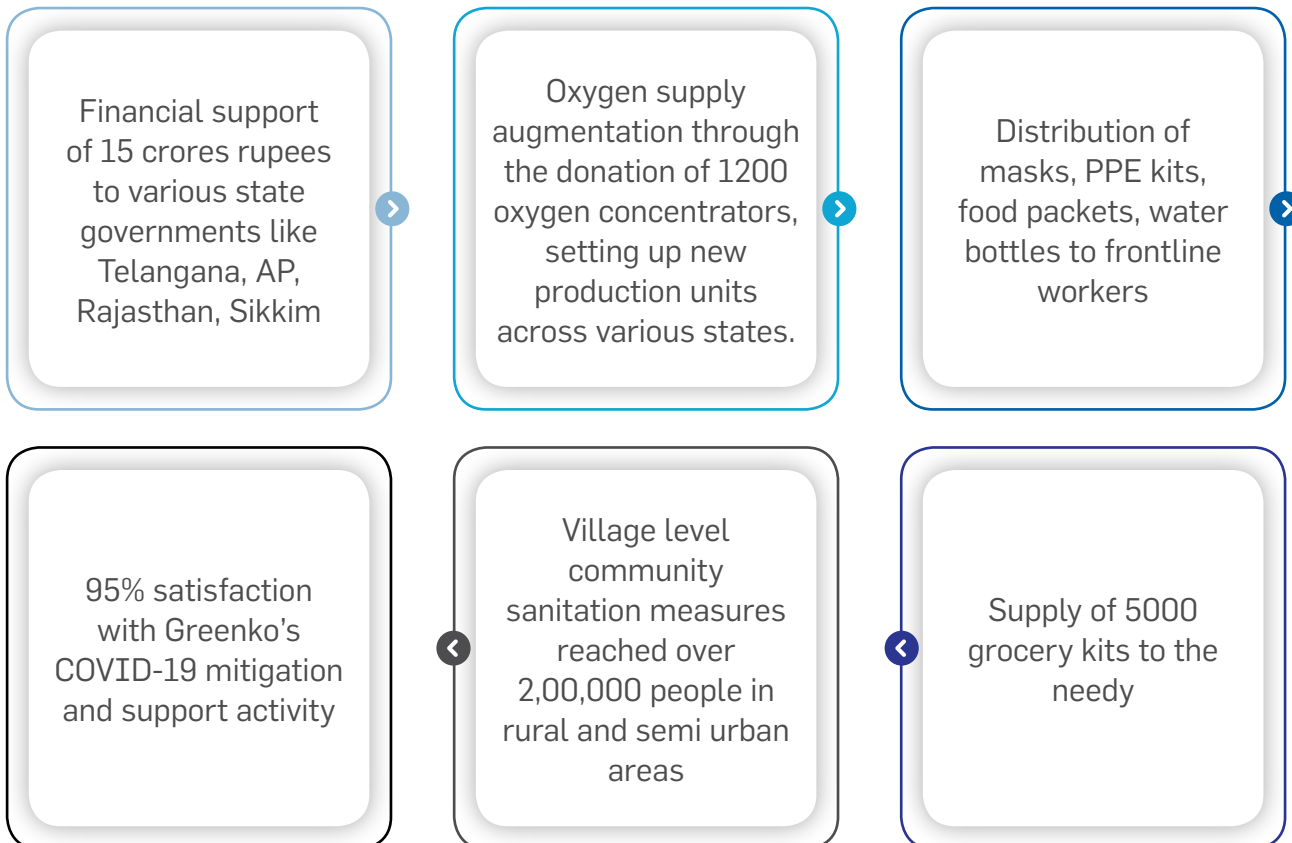 Financial support
of 15 crores rupees
to various state
governments like
Telangana, AP,
Rajasthan, Sikkim
Oxygen supply
augmentation through
the donation of 1200
oxygen concentrators,
setting up new
production units
across various states.
Distribution of
masks, PPE kits,
food packets, water
bottles to frontline
workers
Supply of 5000
grocery kits to the
needy
Village level
community
sanitation measures
reached over
2,00,000 people in
rural and semi urban
areas
95% satisfaction
with Greenko’s
COVID-19 mitigation
and support activity